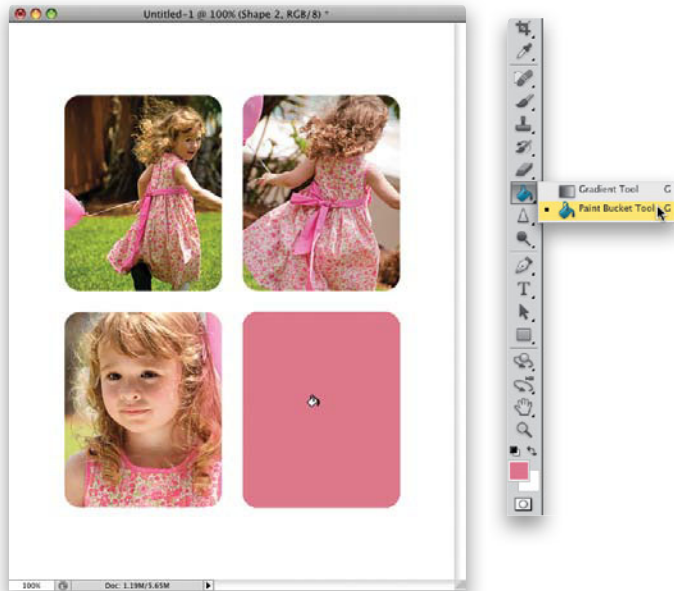 Untitled-1 @ 100% (Shape 2, RGB/8) *
Gradient Tool G
Paint Bucket Tool G
T
100% Doc: 1.19M/5.65M